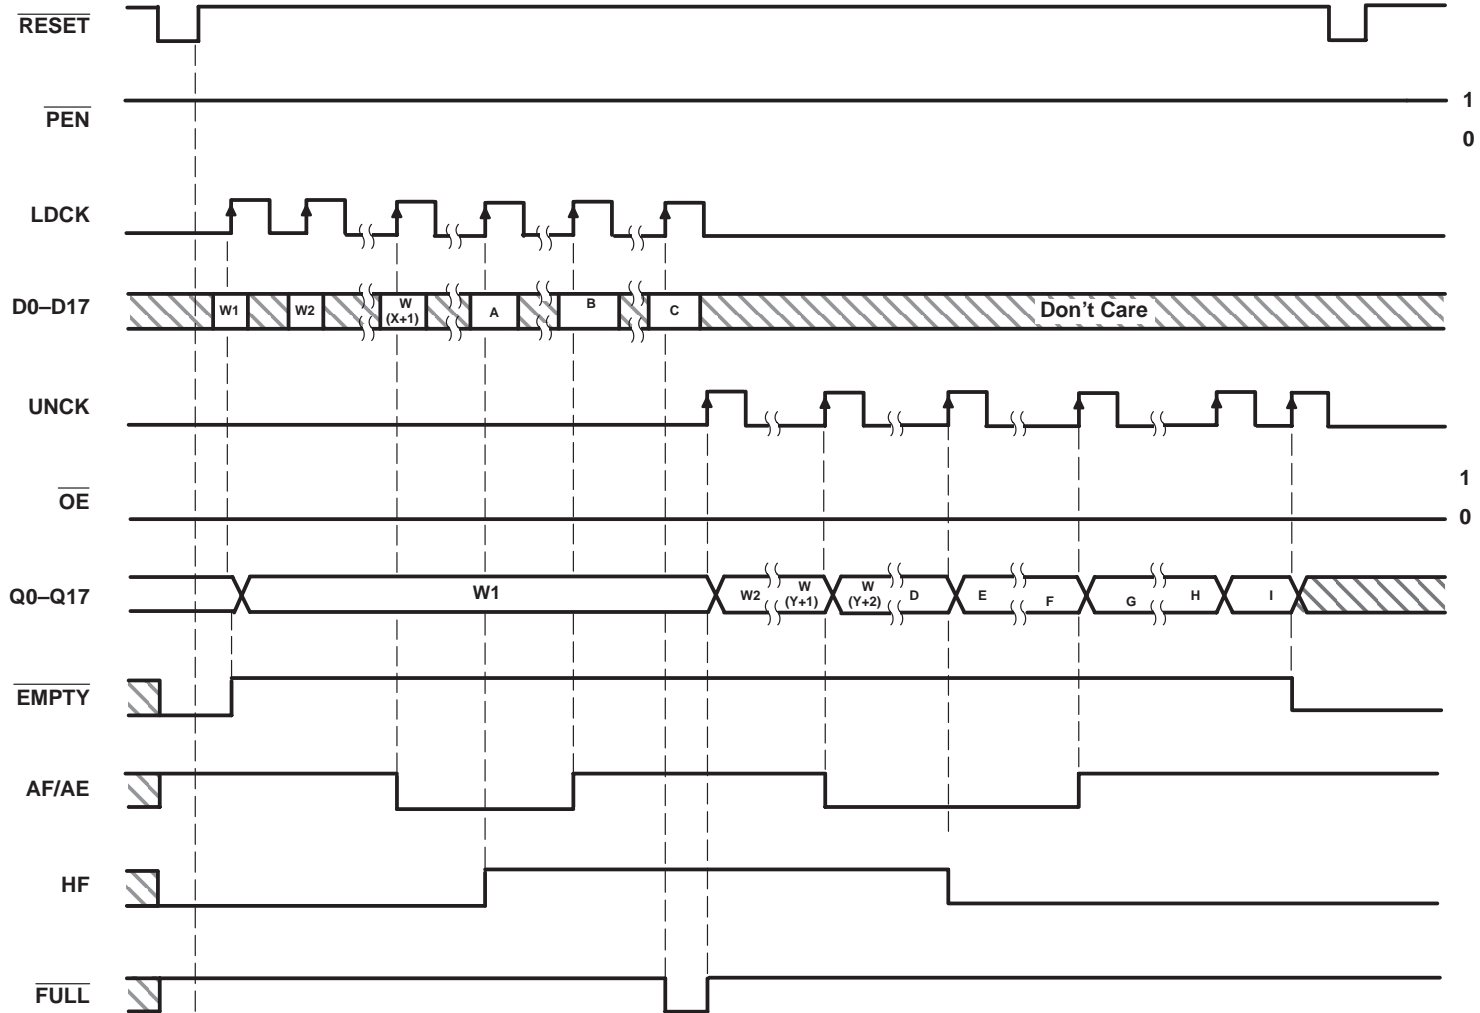 RESET
PEN
1
0
LDCK
D0–D17
W1
W2
W
(X+1)
A
B
C
Don't Care
UNCK
OE
1
0
Q0–Q17
W1
W2
W
(Y+1)
W
(Y+2)
D
E
F
G
H
I
EMPTY
AF/AE
HF
FULL